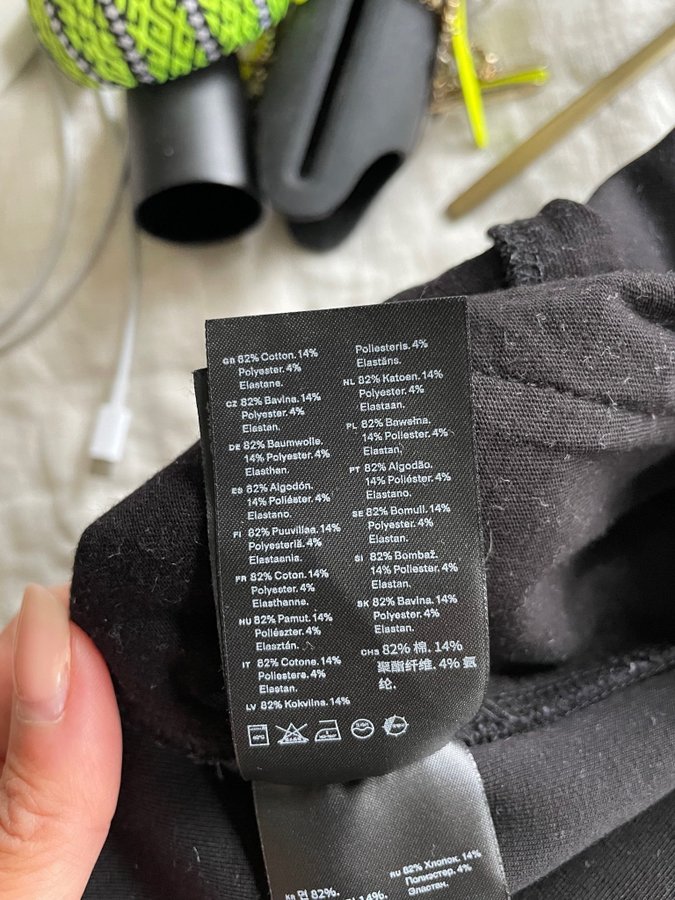 GB 82% Cotton. 14%
Polyester. 4%
Elastane.
CZ 82% Bavlna. 14%
Polyester. 4%
Elastan.
DE 82% Baumwolle.
14% Polyester. 4%
Elasthan.
ES 82% Algodón.
14% Poliéster. 4%
Elastano.
FI 82% Puuvillaa. 14%
Polyesteriä. 4%
Elastaania.
FR 82% Coton. 14%
Polyester. 4%
Elasthanne.
HU 82% Pamut. 14%
Poliészter. 4%
Elasztán.
IT 82% Cotone. 14%
Poliestere. 4%
Elastan.
LV 82% Kokvilna. 14%
Poliesteris. 4%
Elastāns.
NL 82% Katoen. 14%
Polyester. 4%
Elastaan.
PL 82% Bawełna.
14% Poliester. 4%
Elastan.
PT 82% Algodão.
14% Poliéster. 4%
Elastano.
SE 82% Bomull. 14%
Polyester. 4%
Elastan.
SI 82% Bombaž.
14% Poliester. 4%
Elastan.
SK 82% Bavlna. 14%
Polyester. 4%
Elastan.
CHS 82% 棉. 14%
聚酯纤维. 4% 氨
纶.
KR 면 82%.
14%.
RU 82% Хлопок. 14%
Полиэстер. 4%
Эластан.